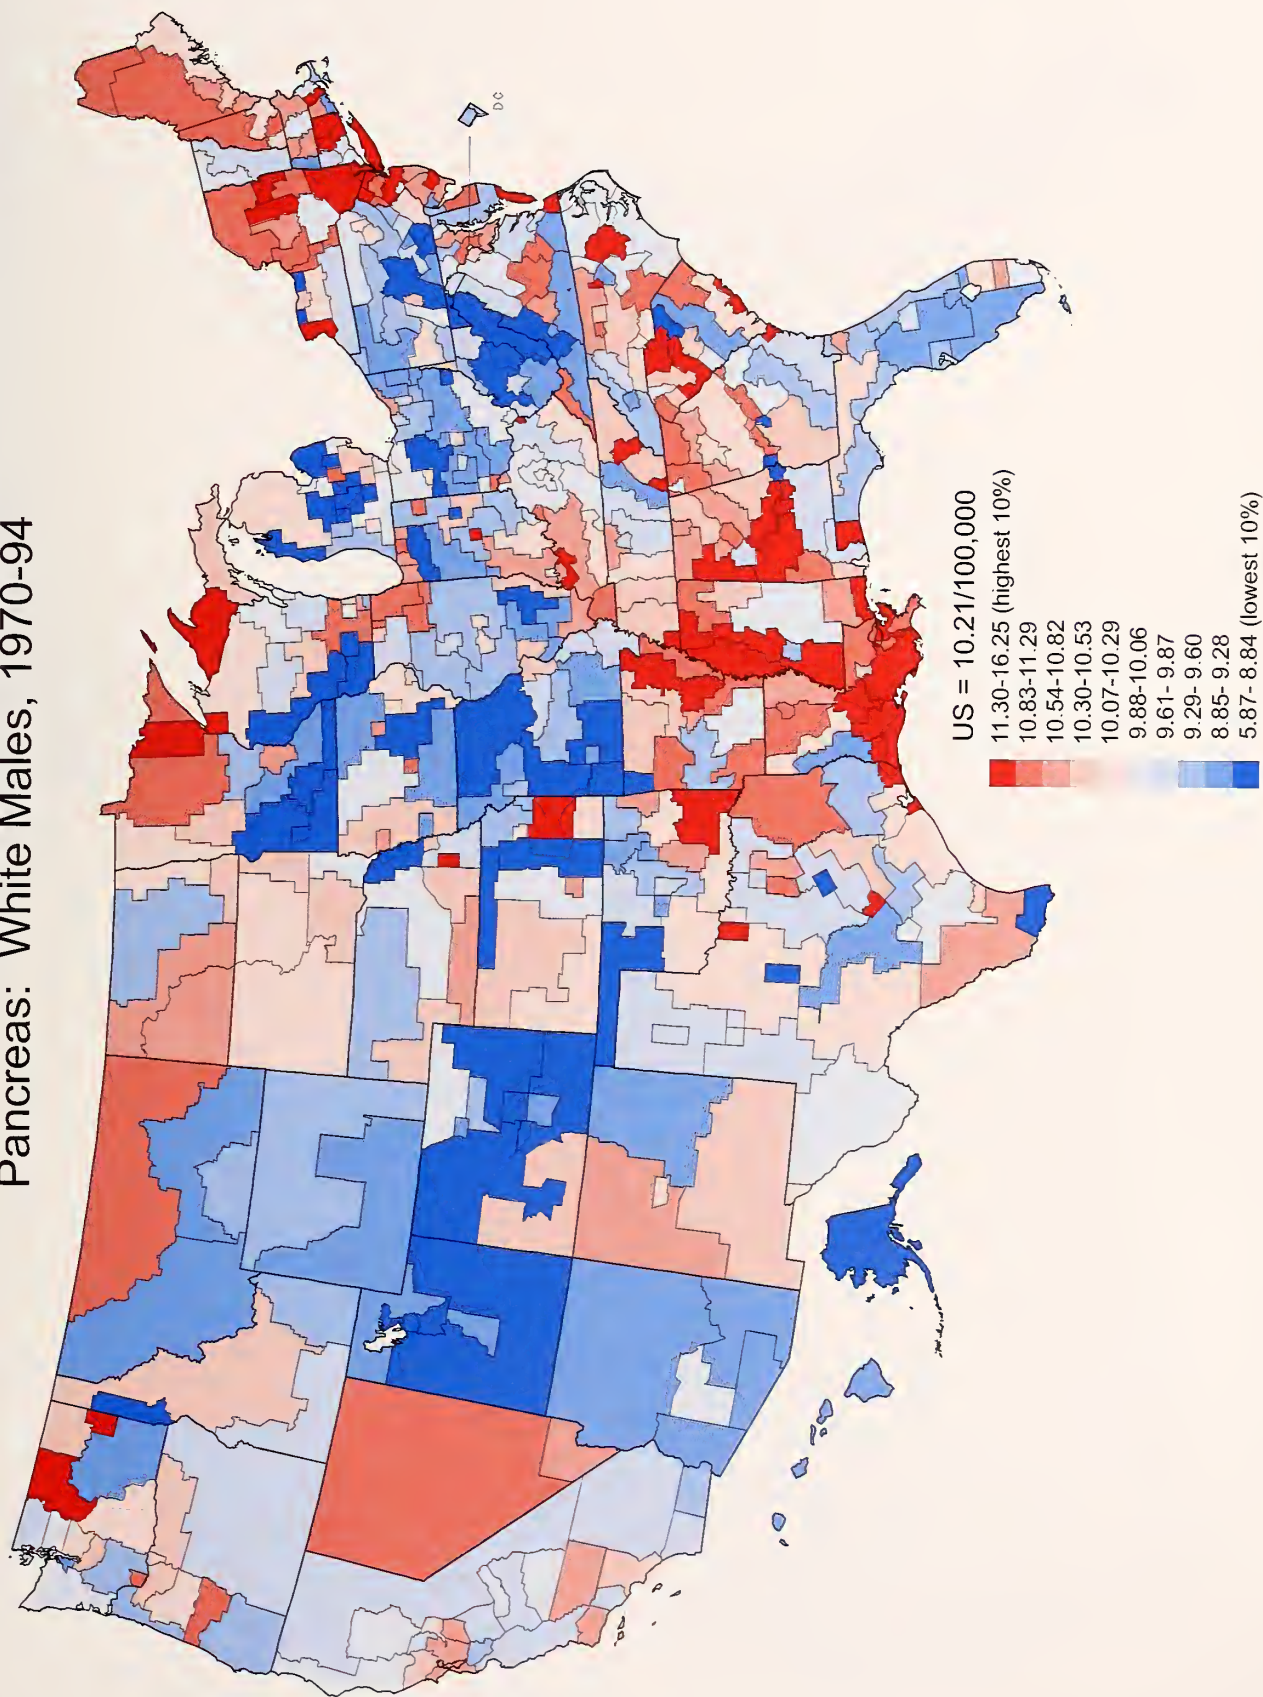 Pancreas: White Males, 1970-94
DC
US = 10.21/100,000
11.30-16.25 (highest 10%)
10.83-11.29
10.54-10.82
10.30-10.53
10.07-10.29
9.88-10.06
9.61- 9.87
9.29- 9.60
8.85- 9.28
5.87- 8.84 (lowest 10%)